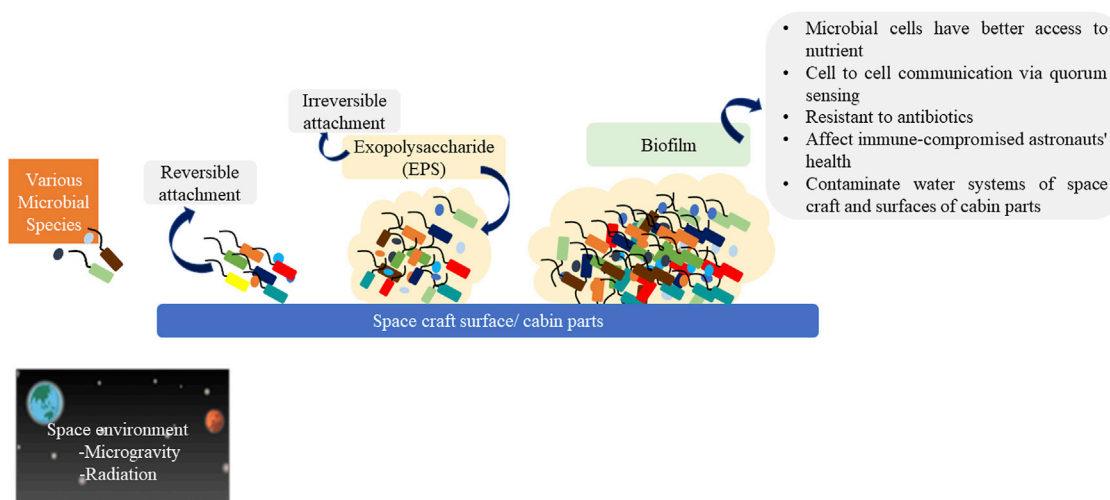 Various
Microbial
Species
Reversible
attachment
Irreversible
attachment
Exopolysaccharide
(EPS)
Biofilm
• Microbial cells have better access to
nutrient
• Cell to cell communication via quorum
sensing
• Resistant to antibiotics
• Affect immune-compromised astronauts'
health
• Contaminate water systems of space
craft and surfaces of cabin parts
Space craft surface/ cabin parts
Space environment
-Microgravity
-Radiation